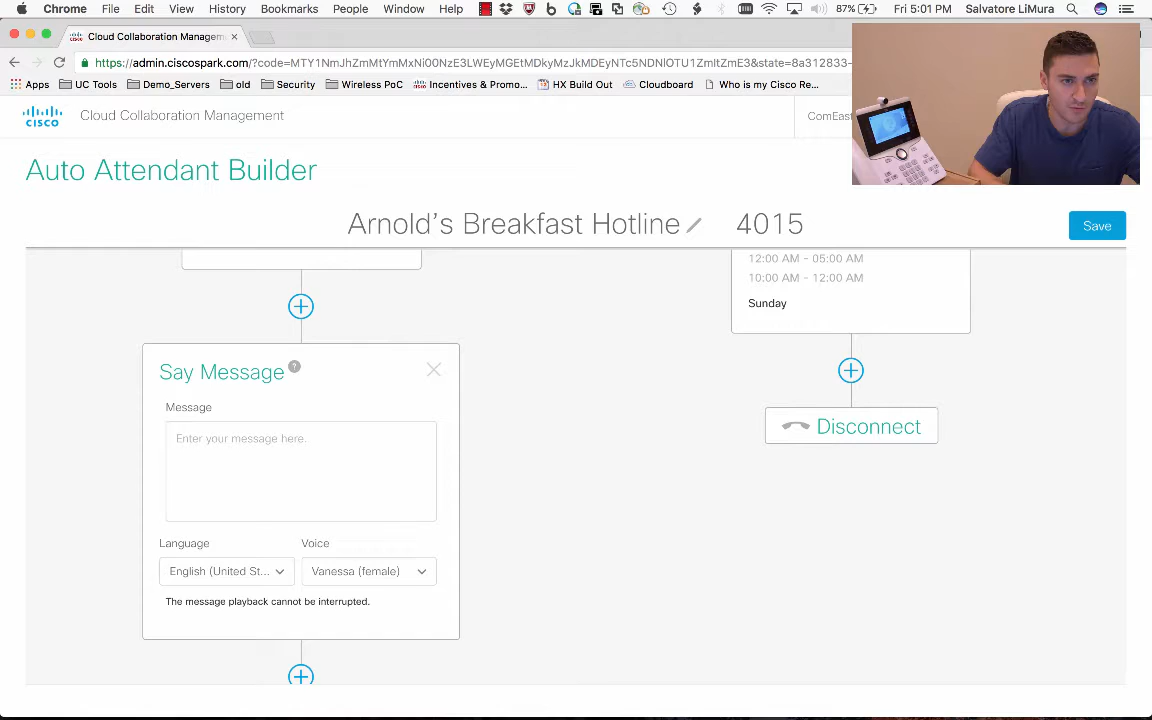 Chrome File Edit View History Bookmarks Window Help 87% Fri 5:01 PM Salvatore LiMura
Cloud Collaboration Managem
https://admin.ciscospark.com/?code=MTY1NmJhZmMtYmMxNi00NzE3LWEyMGEtMDkyMzJkMDEyNTc5NDNlOTU1ZmItZmE3&state=8a312833-
Apps UC Tools Demo_Servers old Security Wireless PoC Incentives & Promo... HX Build Out Cloudboard Who is my Cisco Re...
CISCO Cloud Collaboration Management ComEast
Auto Attendant Builder
Arnold's Breakfast Hotline 4015 Save
12:00 AM - 05:00 AM
10:00 AM - 12:00 AM
Sunday
Say Message ?
Message
Enter your message here.
Disconnect
Language Voice
English (United St... Vanessa (female)
The message playback cannot be interrupted.